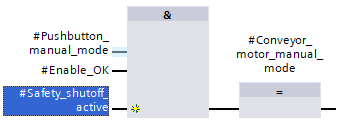 &
#Pushbutton_
manual_mode
#Enable_OK
#Safety_shutoff_
active
#Conveyor_
motor_manual_
mode
=